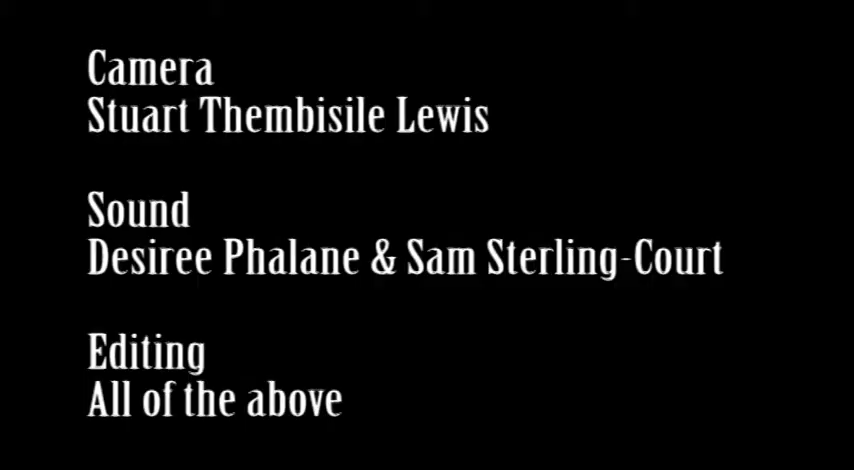 Camera
Stuart Thembisile Lewis
Sound
Desiree Phalane & Sam Sterling-Court
Editing
All of the above